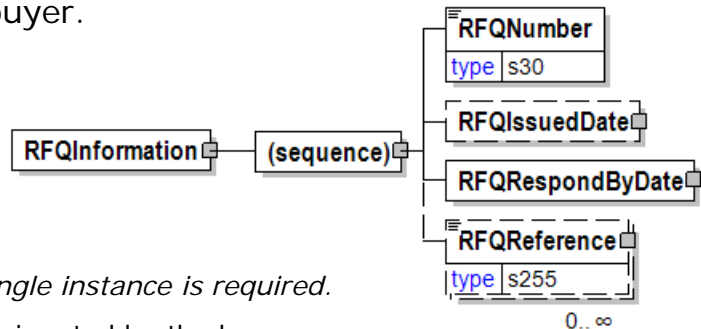 buyer.
RFQNumber
type s30
RFQIssuedDate
RFQInformation
(sequence)
RFQRespondByDate
RFQReference
type s255
0..∞
ngle instance is required.